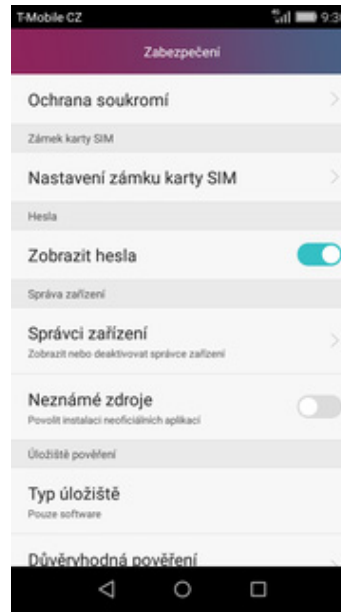 T-Mobile CZ 9:3
Zabezpečení
Ochrana soukromí
Zámek karty SIM
Nastavení zámku karty SIM
Hesla
Zobrazit hesla
Správa zařízení
Správci zařízení
Zobrazit nebo deaktivovat správce zařízení
Neznámé zdroje
Povolit instalaci neoficiálních aplikací
Úložiště pověření
Typ úložiště
Pouze software
Důvěryhodná pověření